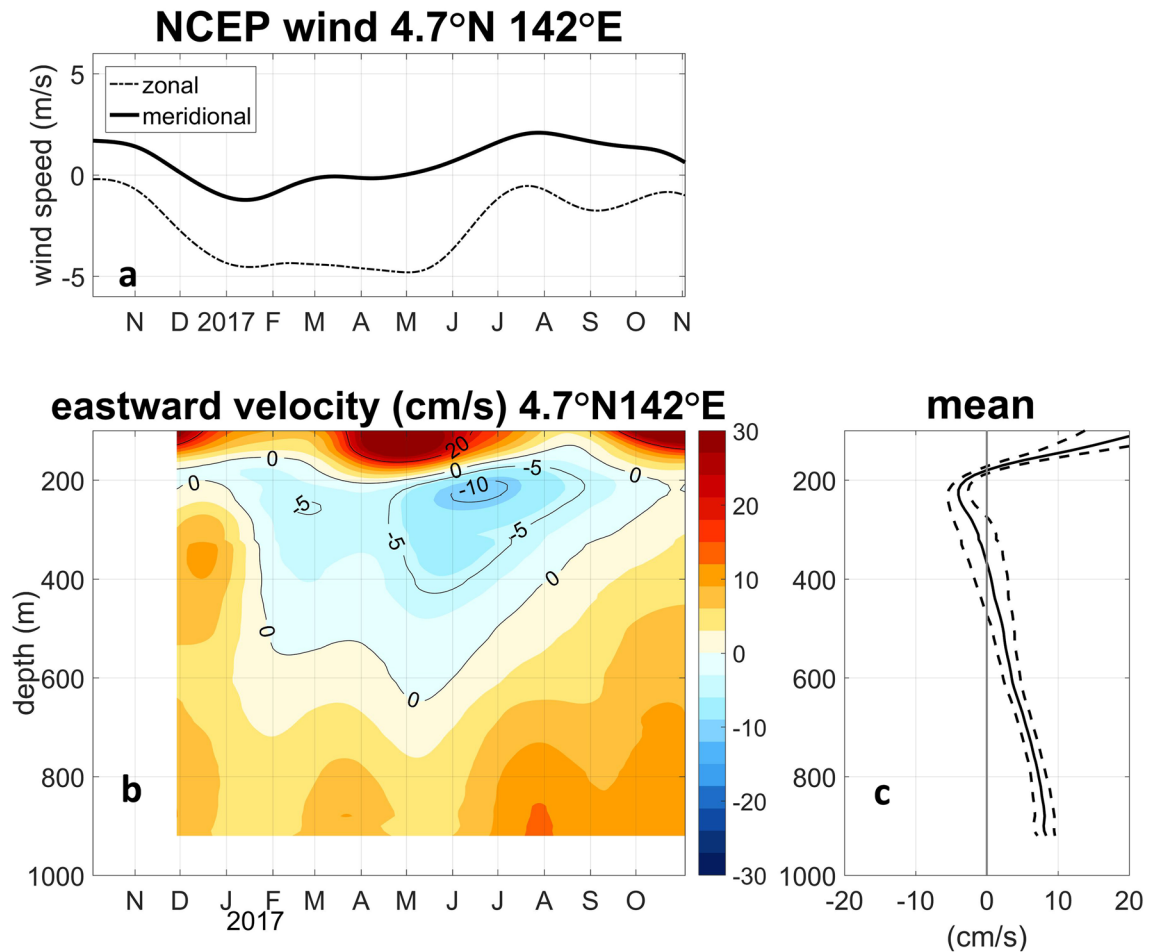 NCEP wind 4.7°N 142°E
wind speed (m/s)
5
0
-5
zonal
meridional
a
N D 2017 F M A M J J A S O N
eastward velocity (cm/s) 4.7°N142°E
depth (m)
200
400
600
800
1000
0
20
0
-5
0
0
-10
-5
-5
-5
0
0
0
b
N D J F M A M J J A S O
2017
30
20
10
0
-10
-20
-30
mean
200
400
600
800
1000
c
-20 -10 0 10 20
(cm/s)